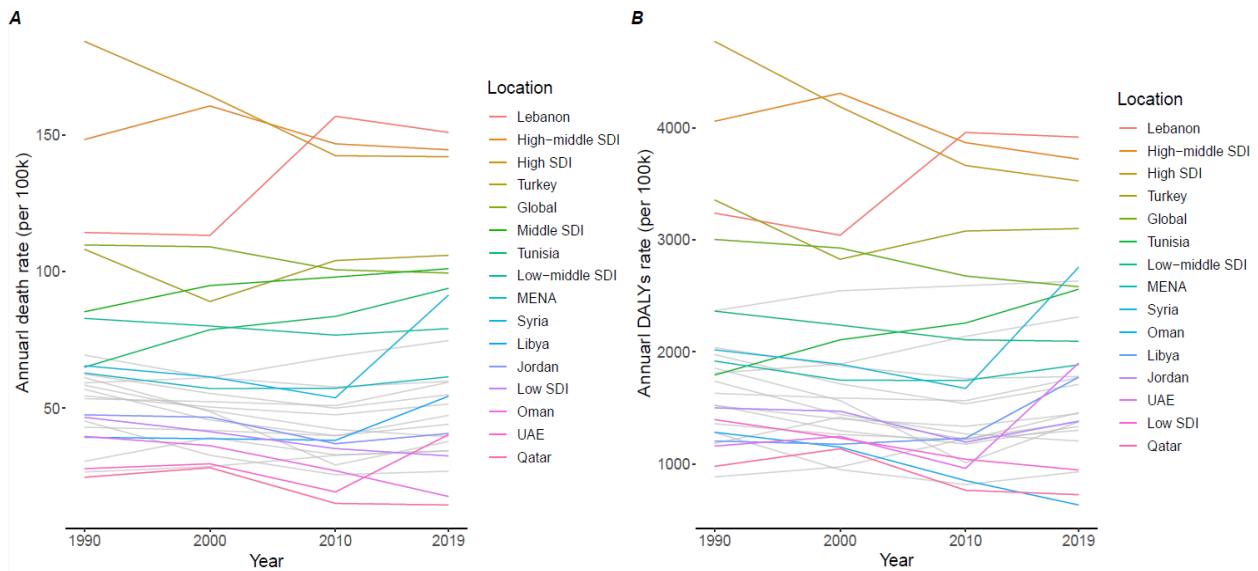 A
Annuarl death rate (per 100k)
150
100
50
1990
2000
2010
2019
Year
Location
Lebanon
High-middle SDI
High SDI
Turkey
Global
Middle SDI
Tunisia
Low-middle SDI
MENA
Syria
Libya
Jordan
Low SDI
Oman
UAE
Qatar
B
Annuarl DALYs rate (per 100k)
4000
3000
2000
1000
1990
2000
2010
2019
Year
Location
Lebanon
High-middle SDI
High SDI
Turkey
Global
Tunisia
Low-middle SDI
MENA
Syria
Oman
Libya
Jordan
UAE
Low SDI
Qatar